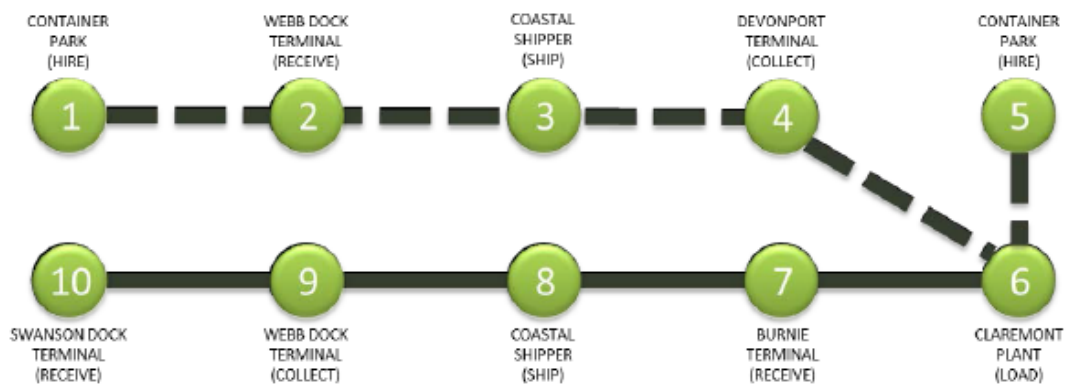 CONTAINER
PARK
(HIRE)
WEBB DOCK
TERMINAL
(RECEIVE)
COASTAL
SHIPPER
(SHIP)
DEVONPORT
TERMINAL
(COLLECT)
CONTAINER
PARK
(HIRE)
1
2
3
4
5
10
9
8
7
6
SWANSON DOCK
TERMINAL
(RECEIVE)
WEBB DOCK
TERMINAL
(COLLECT)
COASTAL
SHIPPER
(SHIP)
BURNIE
TERMINAL
(RECEIVE)
CLAREMONT
PLANT
(LOAD)